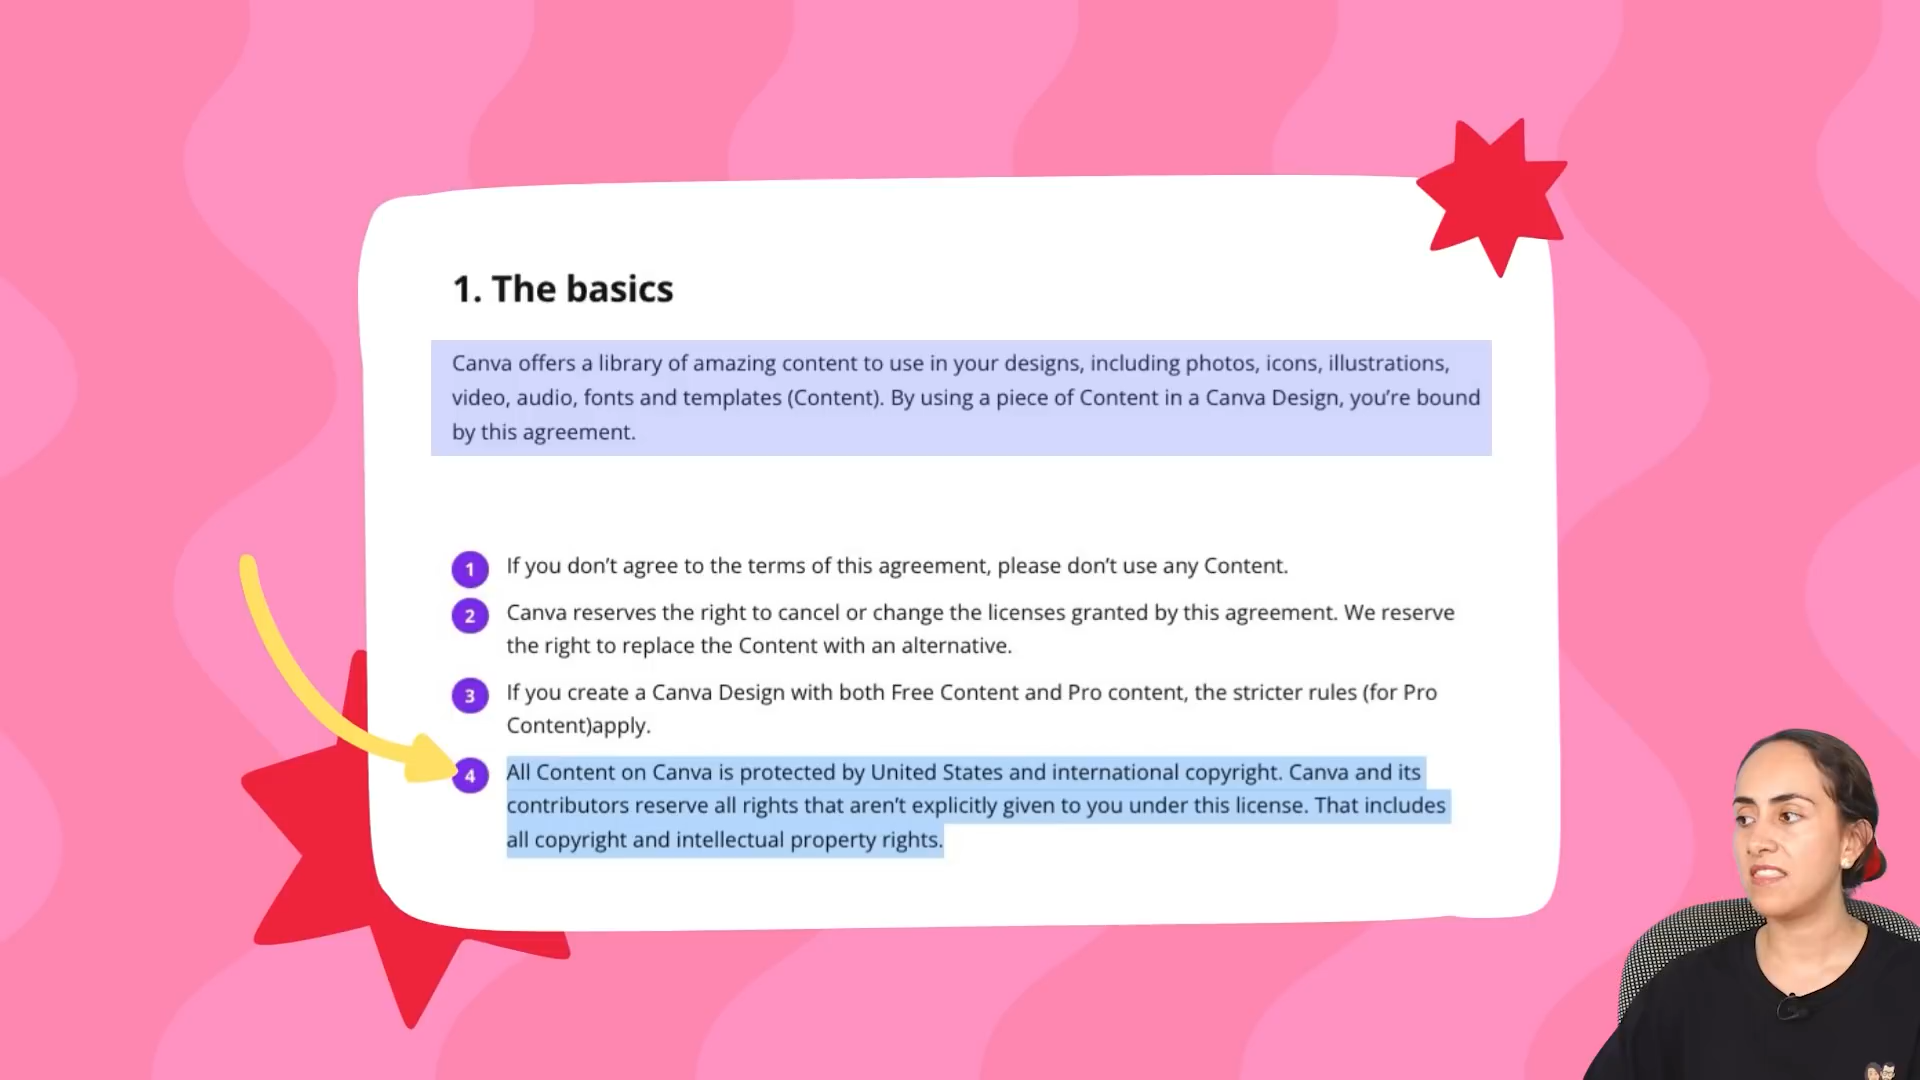 1. The basics
Canva offers a library of amazing content to use in your designs, including photos, icons, illustrations,
video, audio, fonts and templates (Content). By using a piece of Content in a Canva Design, you’re bound
by this agreement.
1 If you don’t agree to the terms of this agreement, please don’t use any Content.
2 Canva reserves the right to cancel or change the licenses granted by this agreement. We reserve
the right to replace the Content with an alternative.
3 If you create a Canva Design with both Free Content and Pro content, the stricter rules (for Pro
Content)apply.
4 All Content on Canva is protected by United States and international copyright. Canva and its
contributors reserve all rights that aren’t explicitly given to you under this license. That includes
all copyright and intellectual property rights.